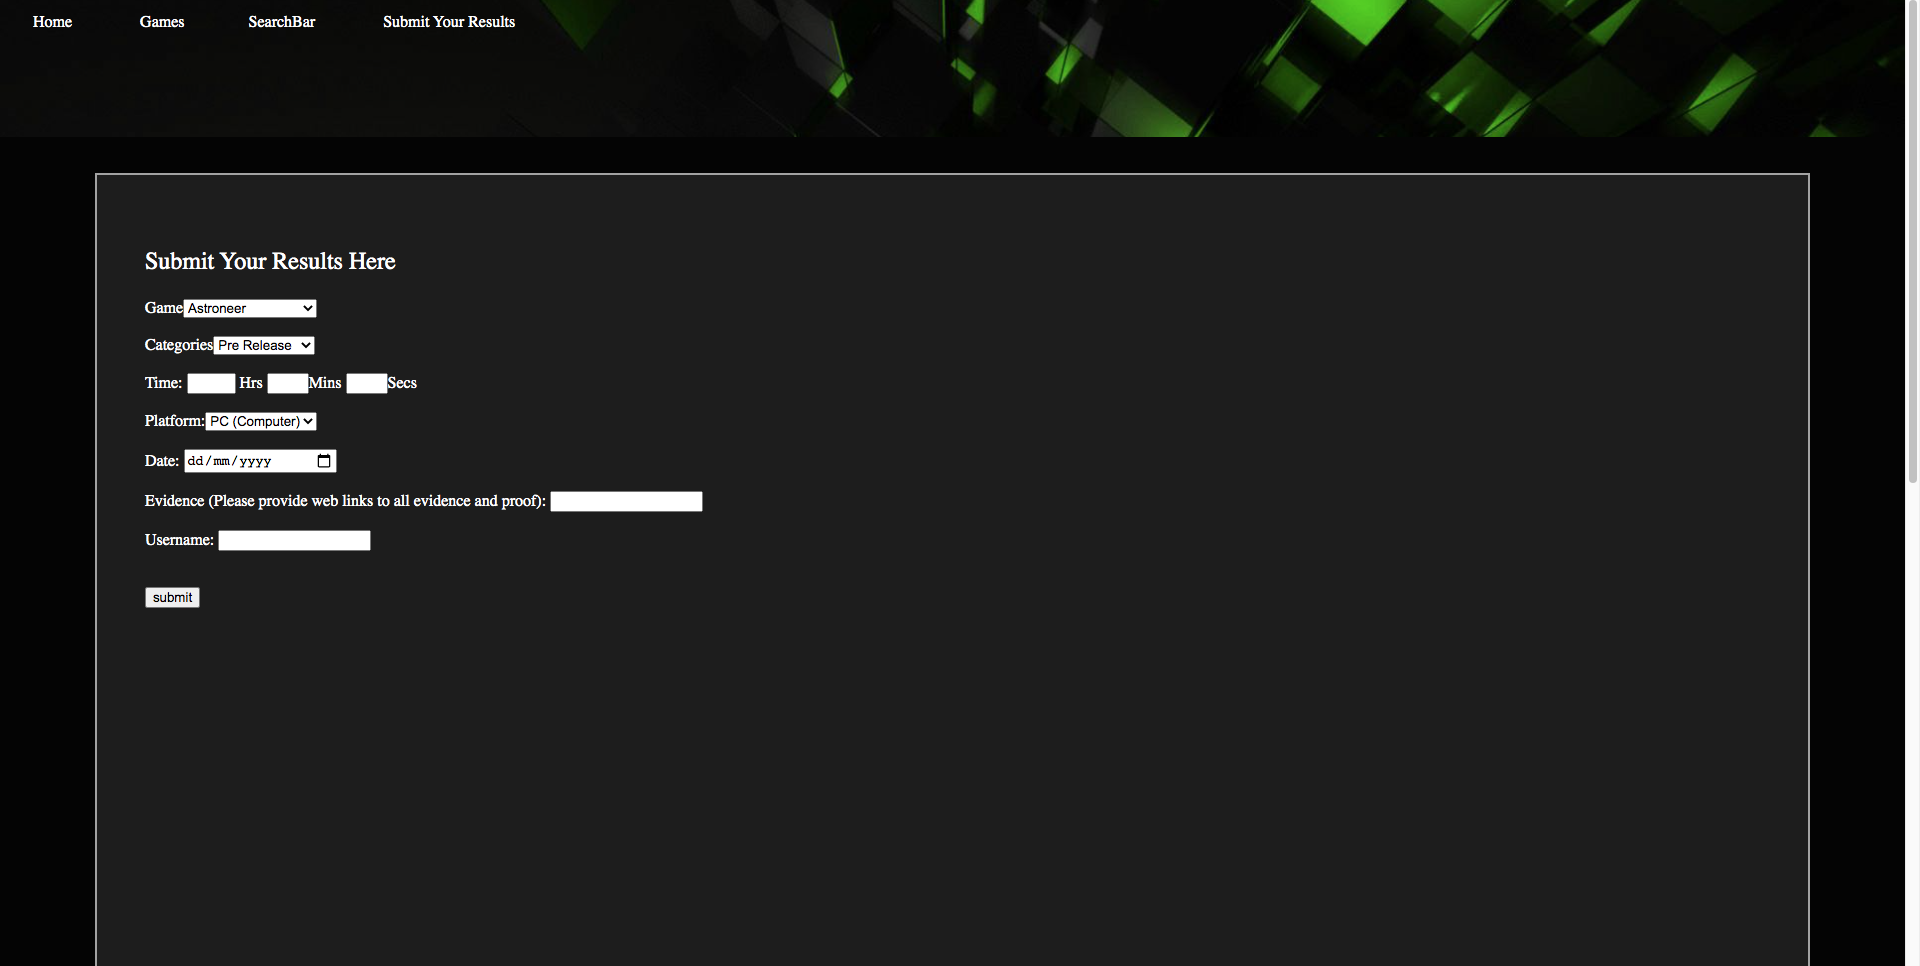 Home Games SearchBar Submit Your Results
Submit Your Results Here
Game Astroneer
Categories Pre Release
Time: Hrs Mins Secs
Platform: PC (Computer)
Date: dd/mm/yyyy
Evidence (Please provide web links to all evidence and proof):
Username:
submit